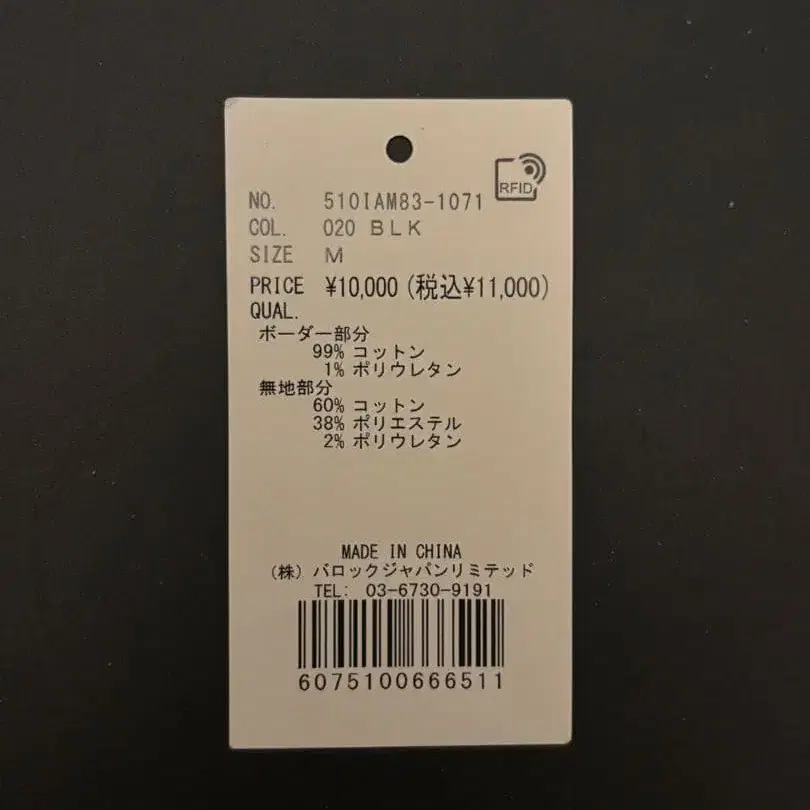 RFID
NO. 510IAM83-1071
COL. 020 BLK
SIZE M
PRICE ¥10,000 (税込¥11,000)
QUAL.
ボーダー部分
99% コットン
1% ポリウレタン
無地部分
60% コットン
38% ポリエステル
2% ポリウレタン
MADE IN CHINA
(株) バロックジャパンリミテッド
TEL: 03-6730-9191
6075100666511